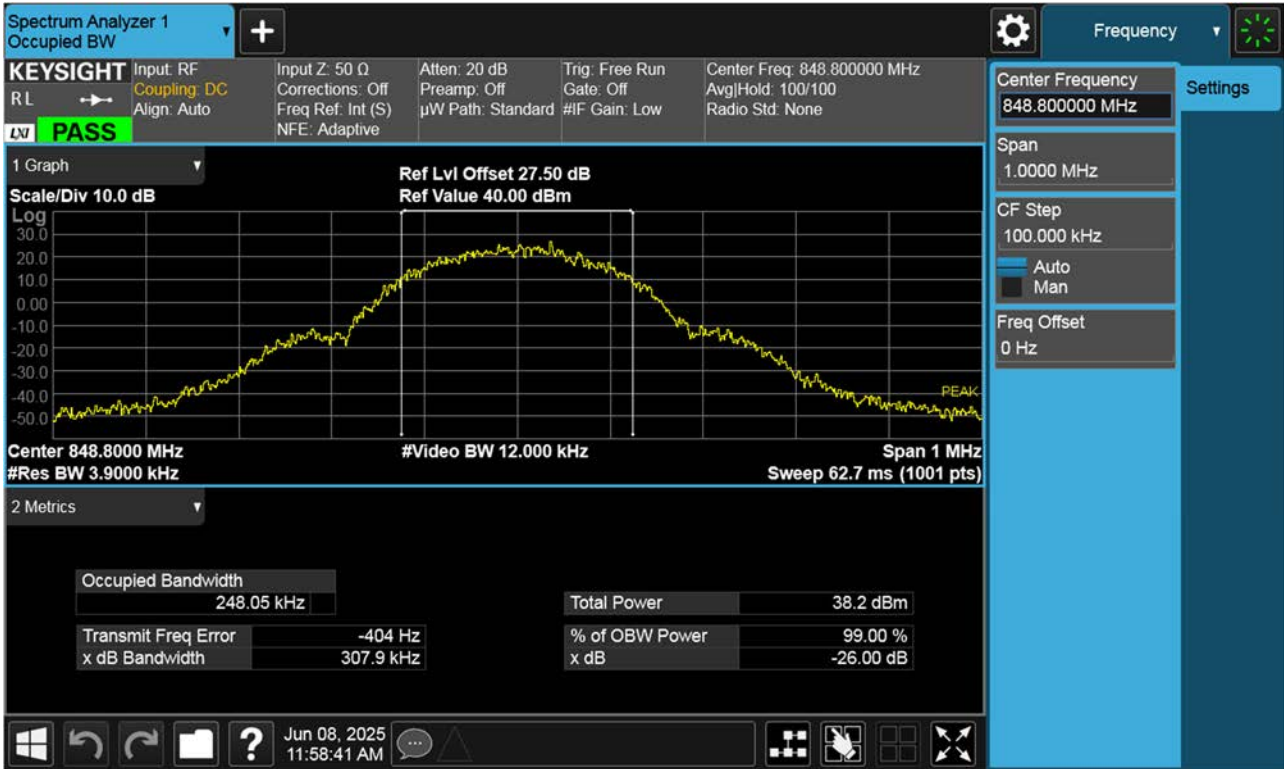 Spectrum Analyzer 1
Occupied BW
+
Frequency
KEYSIGHT
RL
LXI
PASS
Input: RF
Coupling: DC
Align: Auto
Input Z: 50 Ω
Corrections: Off
Freq Ref: Int (S)
NFE: Adaptive
Atten: 20 dB
Preamp: Off
µW Path: Standard
Trig: Free Run
Gate: Off
#IF Gain: Low
Center Freq: 848.800000 MHz
Avg|Hold: 100/100
Radio Std: None
Center Frequency
848.800000 MHz
Settings
Span
1.0000 MHz
CF Step
100.000 kHz
Auto
Man
Freq Offset
0 Hz
1 Graph
Scale/Div 10.0 dB
Ref Lvl Offset 27.50 dB
Ref Value 40.00 dBm
Log
30.0
20.0
10.0
0.00
-10.0
-20.0
-30.0
-40.0
-50.0
PEAK
Center 848.8000 MHz
#Res BW 3.9000 kHz
#Video BW 12.000 kHz
Span 1 MHz
Sweep 62.7 ms (1001 pts)
2 Metrics
Occupied Bandwidth
248.05 kHz
Total Power 38.2 dBm
Transmit Freq Error -404 Hz
% of OBW Power 99.00 %
x dB Bandwidth 307.9 kHz
x dB -26.00 dB
?
Jun 08, 2025
11:58:41 AM